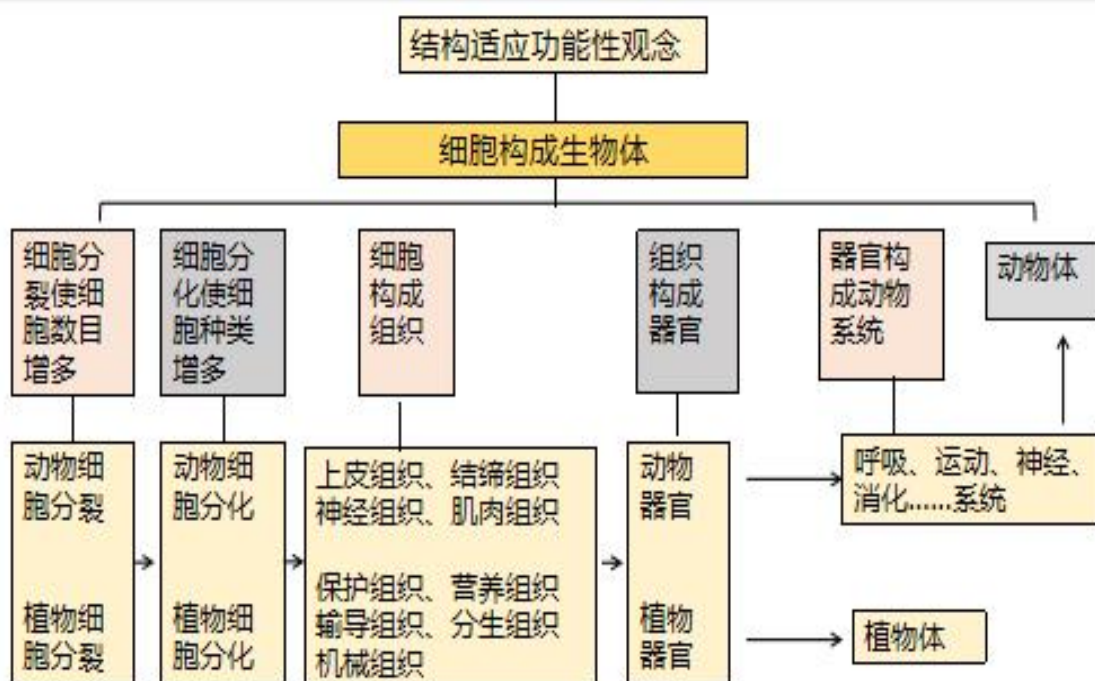 结构适应功能性观念
细胞构成生物体
细胞分
裂使细
胞数目
增多
细胞分
化使细
胞种类
增多
细胞
构成
组织
组织
构成
器官
器官构
成动物
系统
动物体
动物细
胞分裂
植物细
胞分裂
动物细
胞分化
植物细
胞分化
上皮组织、结缔组织
神经组织、肌肉组织
保护组织、营养组织
输导组织、分生组织
机械组织
动物
器官
植物
器官
呼吸、运动、神经、
消化......系统
植物体